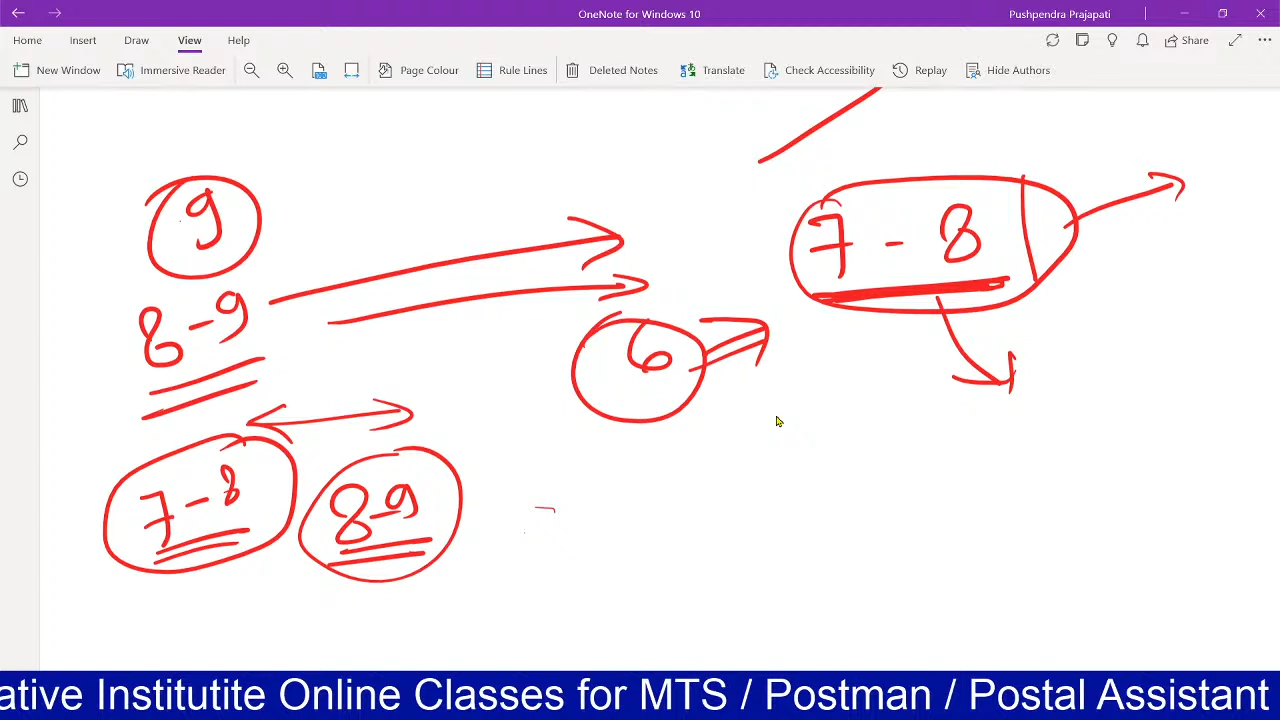 OneNote for Windows 10
Pushpendra Prajapati
Home Insert Draw View Help
Share
New Window Immersive Reader Page Colour Rule Lines Deleted Notes Translate Check Accessibility Replay Hide Authors
9
7 - 8
8 - 9
6
7 - 8
8 - 9
ative Institutite Online Classes for MTS / Postman / Postal Assistant